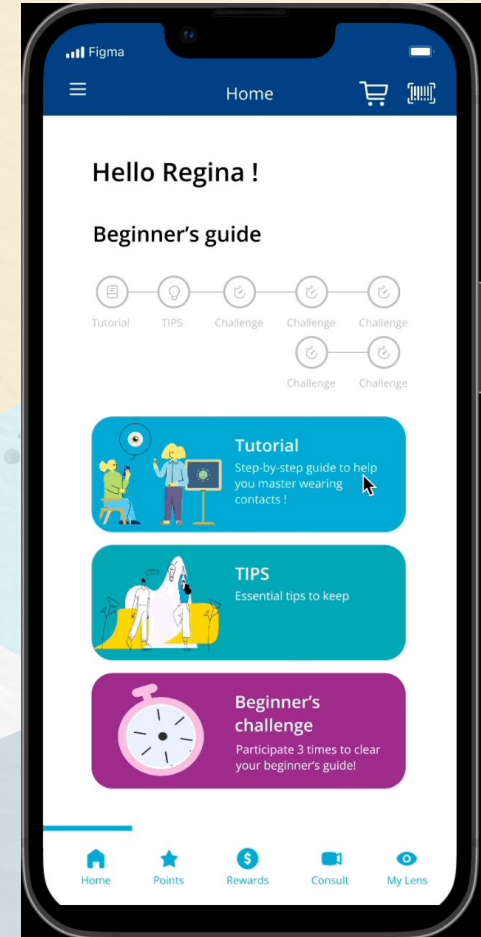 Figma
Home
Hello Regina !
Beginner's guide
Tutorial TIPS Challenge Challenge Challenge
Challenge Challenge
Tutorial
Step-by-step guide to help
you master wearing
contacts !
TIPS
Essential tips to keep
Beginner's
challenge
Participate 3 times to clear
your beginner's guide!
Home Points Rewards Consult My Lens